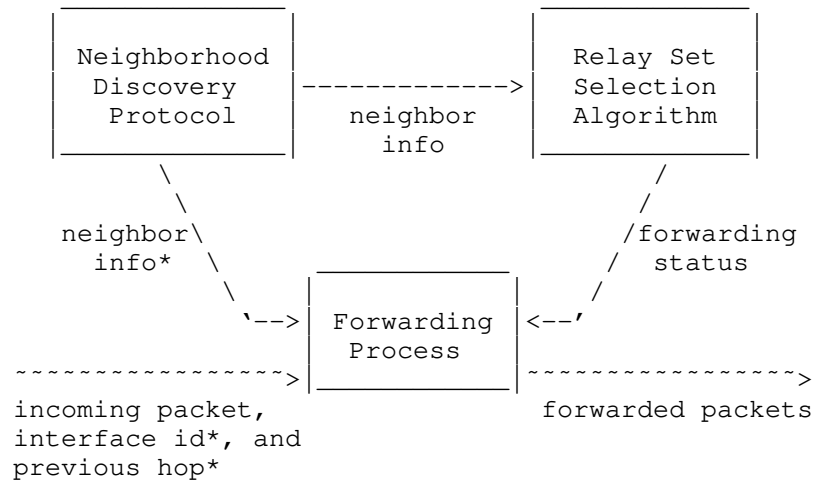 Neighborhood
Discovery
Protocol
Relay Set
Selection
Algorithm
neighbor
info
neighbor
info*
forwarding
status
Forwarding
Process
incoming packet,
interface id*, and
previous hop*
forwarded packets